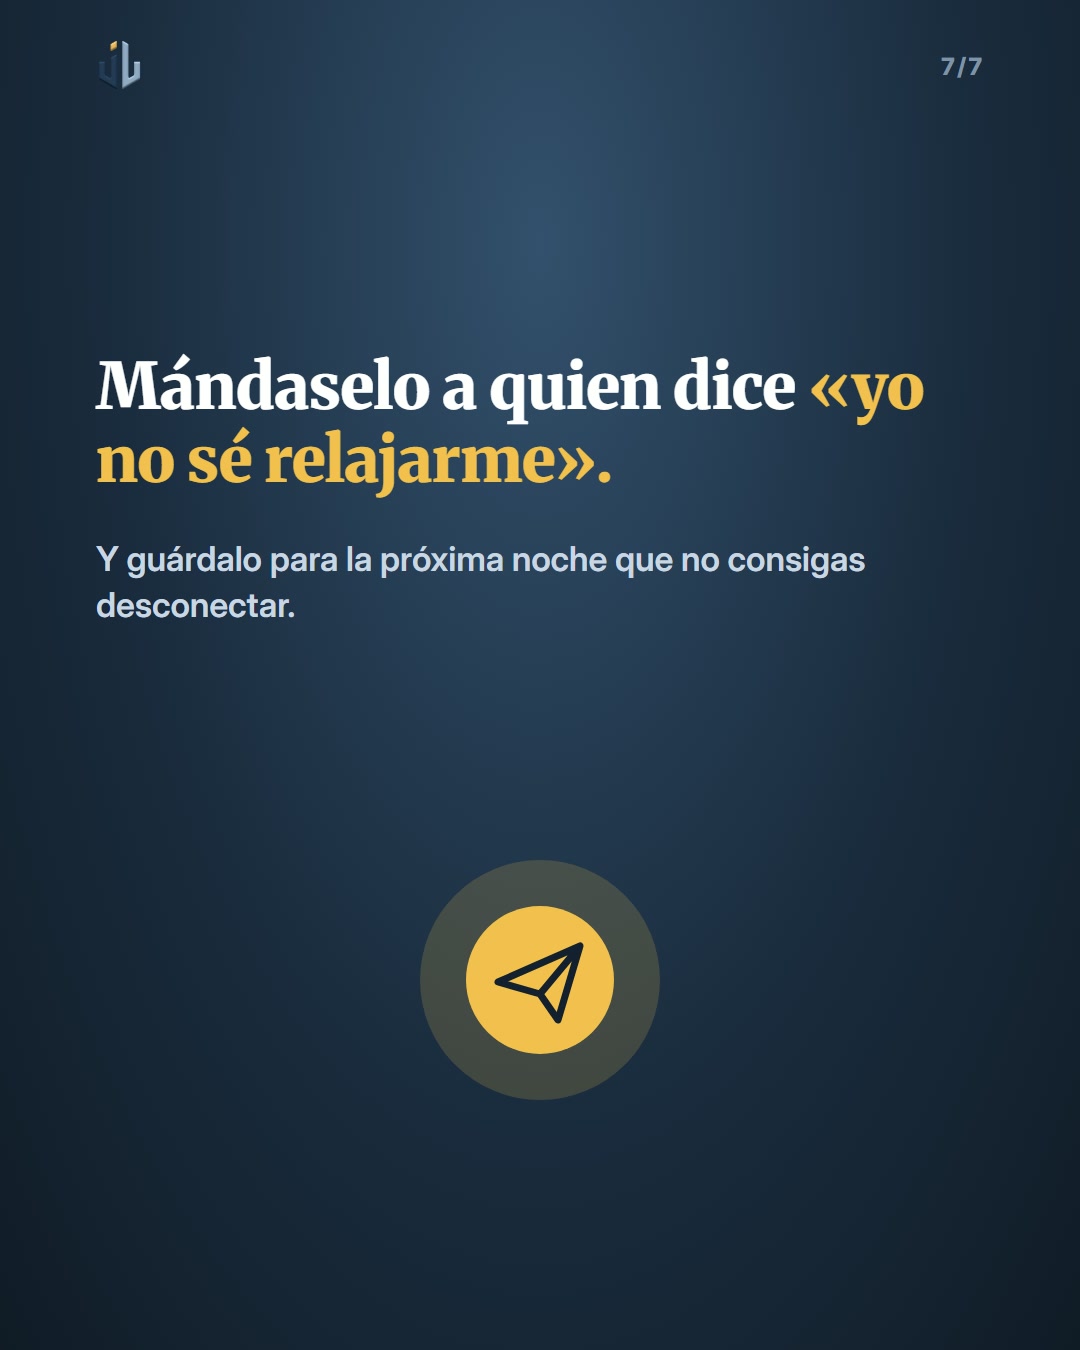 7/7
Mándaselo a quien dice «yo
no sé relajarme».
Y guárdalo para la próxima noche que no consigas
desconectar.